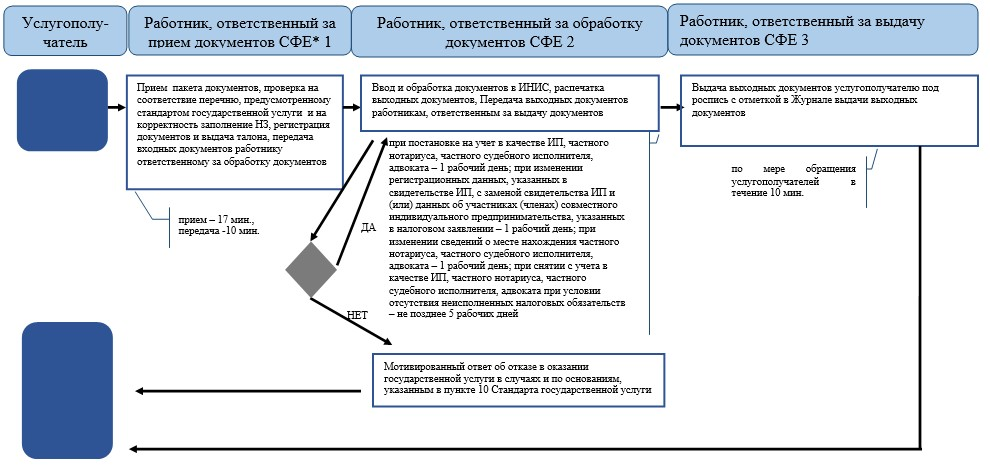 Услугополу-
чатель
Работник, ответственный за
прием документов СФЕ* 1
Работник, ответственный за обработку
документов СФЕ 2
Работник, ответственный за выдачу
документов СФЕ 3
Прием пакета документов, проверка на
соответствие перечню, предусмотренному
стандартом государственной услуги и на
корректность заполнение НЗ, регистрация
документов и выдача талона, передача
входных документов работнику
ответственному за обработку документов
Ввод и обработка документов в ИНИС, распечатка
выходных документов, Передача выходных документов
работникам, ответственным за выдачу документов
Выдача выходных документов услугополучателю под
роспись с отметкой в Журнале выдачи выходных
документов
прием – 17 мин.,
передача -10 мин.
при постановке на учет в качестве ИП, частного
нотариуса, частного судебного исполнителя,
адвоката – 1 рабочий день; при изменении
регистрационных данных, указанных в
свидетельстве ИП, с заменой свидетельства ИП и
(или) данных об участниках (членах) совместного
индивидуального предпринимательства, указанных
в налоговом заявлении – 1 рабочий день; при
изменении сведений о месте нахождения частного
нотариуса, частного судебного исполнителя,
адвоката – 1 рабочий день; при снятии с учета в
качестве ИП, частного нотариуса, частного
судебного исполнителя, адвоката при условии
отсутствия неисполненных налоговых обязательств
– не позднее 5 рабочих дней
по мере обращения
услугополучателей в
течение 10 мин.
ДА
НЕТ
Мотивированный ответ об отказе в оказании
государственной услуги в случаях и по основаниям,
указанным в пункте 10 Стандарта государственной услуги